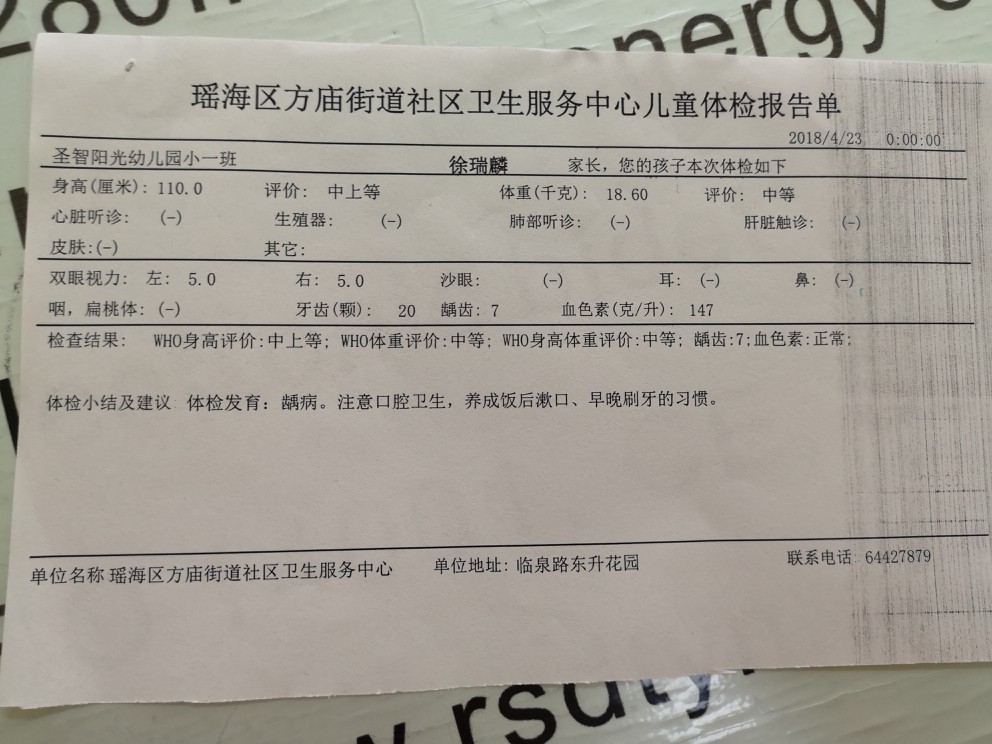 energy
瑶海区方庙街道社区卫生服务中心儿童体检报告单
2018/4/23 0:00:00
圣智阳光幼儿园小一班 徐瑞麟 家长，您的孩子本次体检如下
身高(厘米): 110.0 评价: 中上等 体重(千克): 18.60 评价: 中等
心脏听诊: (-) 生殖器: (-) 肺部听诊: (-) 肝脏触诊: (-)
皮肤:(-) 其它:
双眼视力: 左: 5.0 右: 5.0 沙眼: (-) 耳: (-) 鼻: (-)
咽，扁桃体: (-) 牙齿(颗): 20 龋齿: 7 血色素(克/升): 147
检查结果: WHO身高评价:中上等; WHO体重评价:中等; WHO身高体重评价:中等; 龋齿:7;血色素:正常;
体检小结及建议 体检发育: 龋病。注意口腔卫生，养成饭后漱口、早晚刷牙的习惯。
单位名称 瑶海区方庙街道社区卫生服务中心 单位地址: 临泉路东升花园 联系电话 64427879